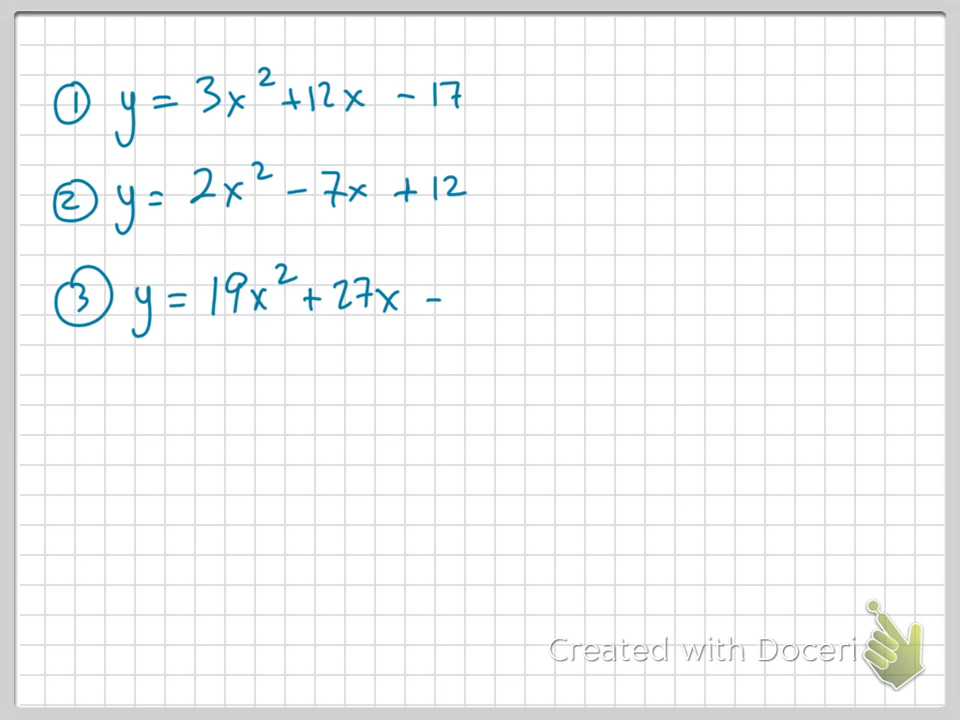 ① y = 3x² + 12x - 17
② y = 2x² - 7x + 12
③ y = 19x² + 27x -
Created with Doceri